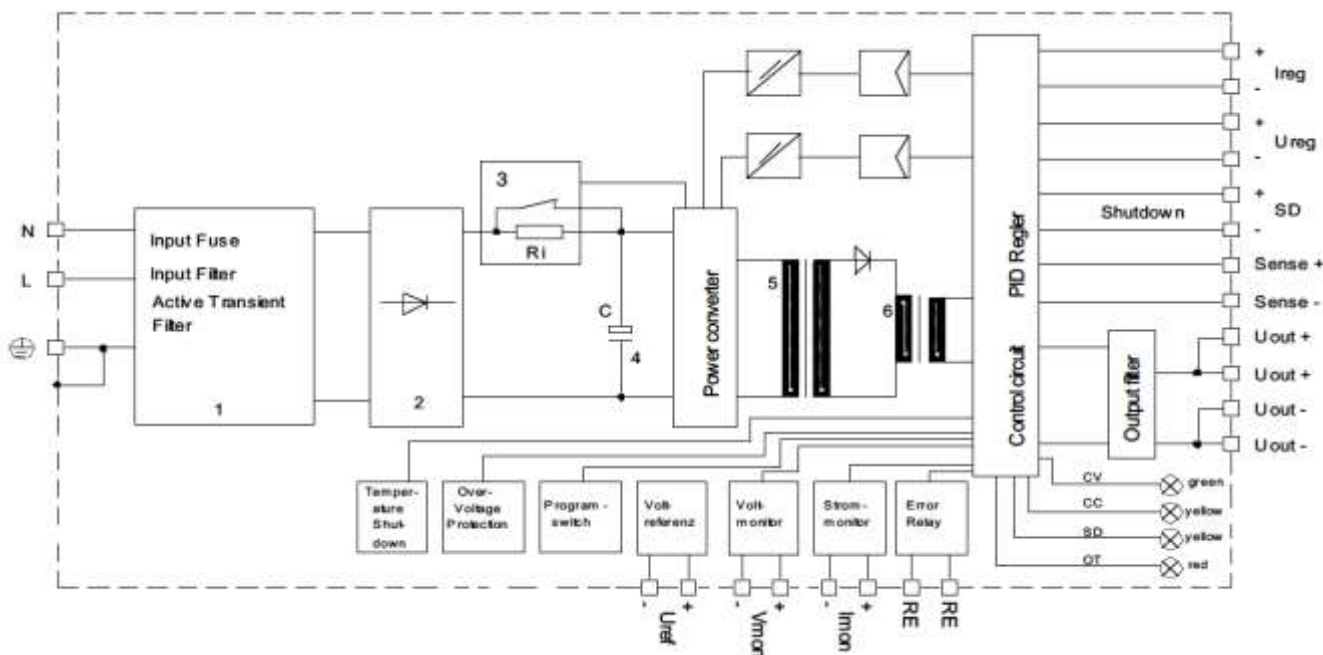 N
L
Input Fuse
Input Filter
Active Transient
Filter
1
2
3
Ri
C
4
Power converter
5
6
PID Regler
Control circuit
Shutdown
Output filter
+
Ireg
-
+
Ureg
-
+
SD
-
Sense +
Sense -
Uout +
Uout +
Uout -
Uout -
CV
green
CC
yellow
SD
yellow
OT
red
Temper-
ature
Shut-
down
Over-
Voltage
Protection
Program-
switch
Volt-
referenz
Volt-
monitor
Strom-
monitor
Error
Relay
- +
Uref
- +
Vmon
- +
Imon
RE
RE